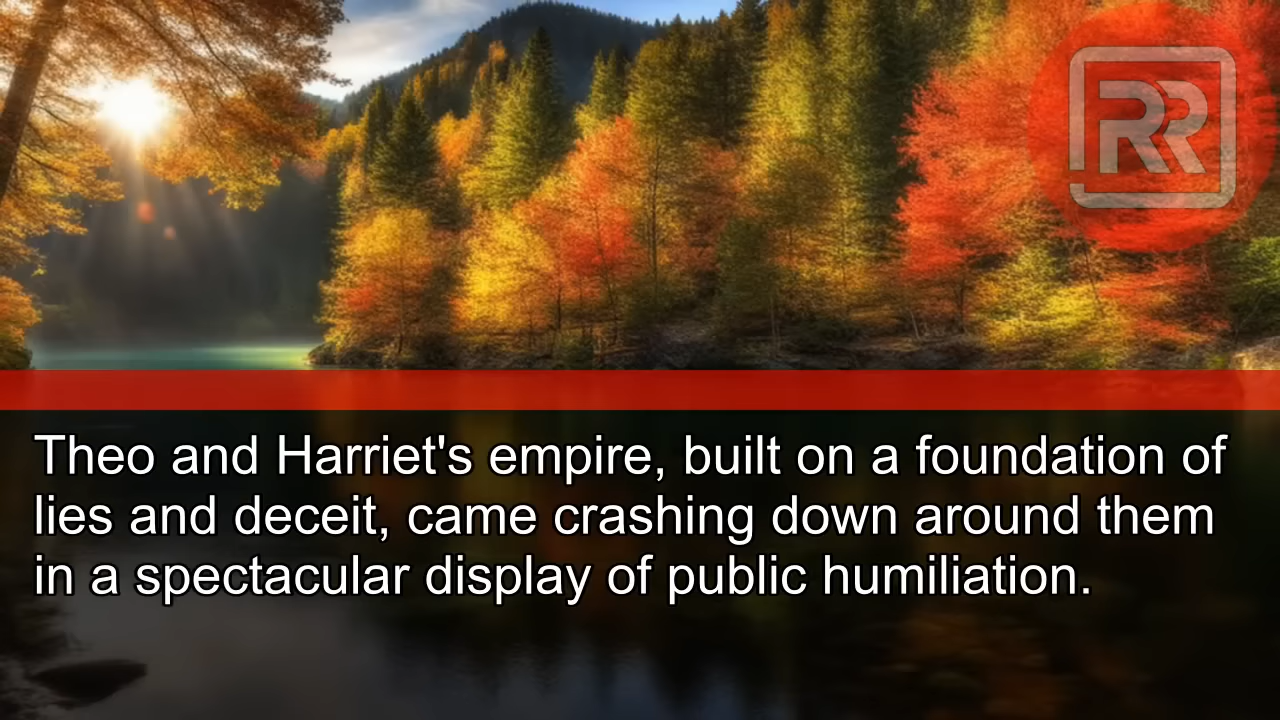 RR
Theo and Harriet's empire, built on a foundation of
lies and deceit, came crashing down around them
in a spectacular display of public humiliation.